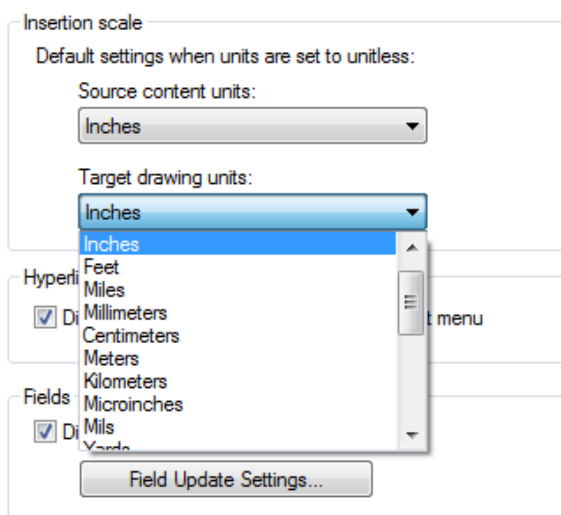 Insertion scale
Default settings when units are set to unitless:
Source content units:
Inches
Target drawing units:
Inches
Inches
Feet
Hyperli
Miles
Millimeters
Di t menu
Centimeters
Meters
Kilometers
Fields
Microinches
Di Mils
Yards
Field Update Settings...